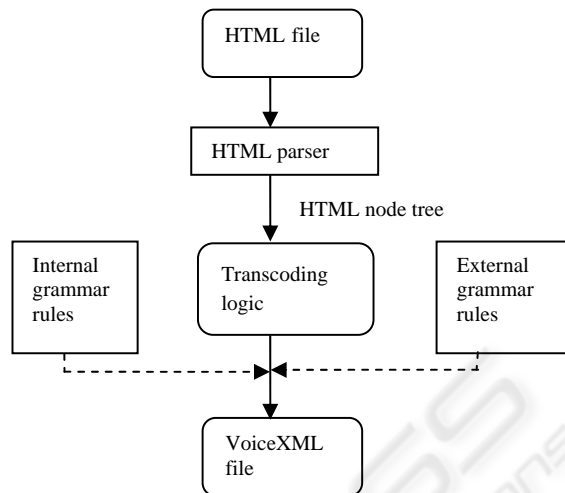 HTML file
HTML parser
HTML node tree
Internal
grammar
rules
Transcoding
logic
External
grammar
rules
VoiceXML
file